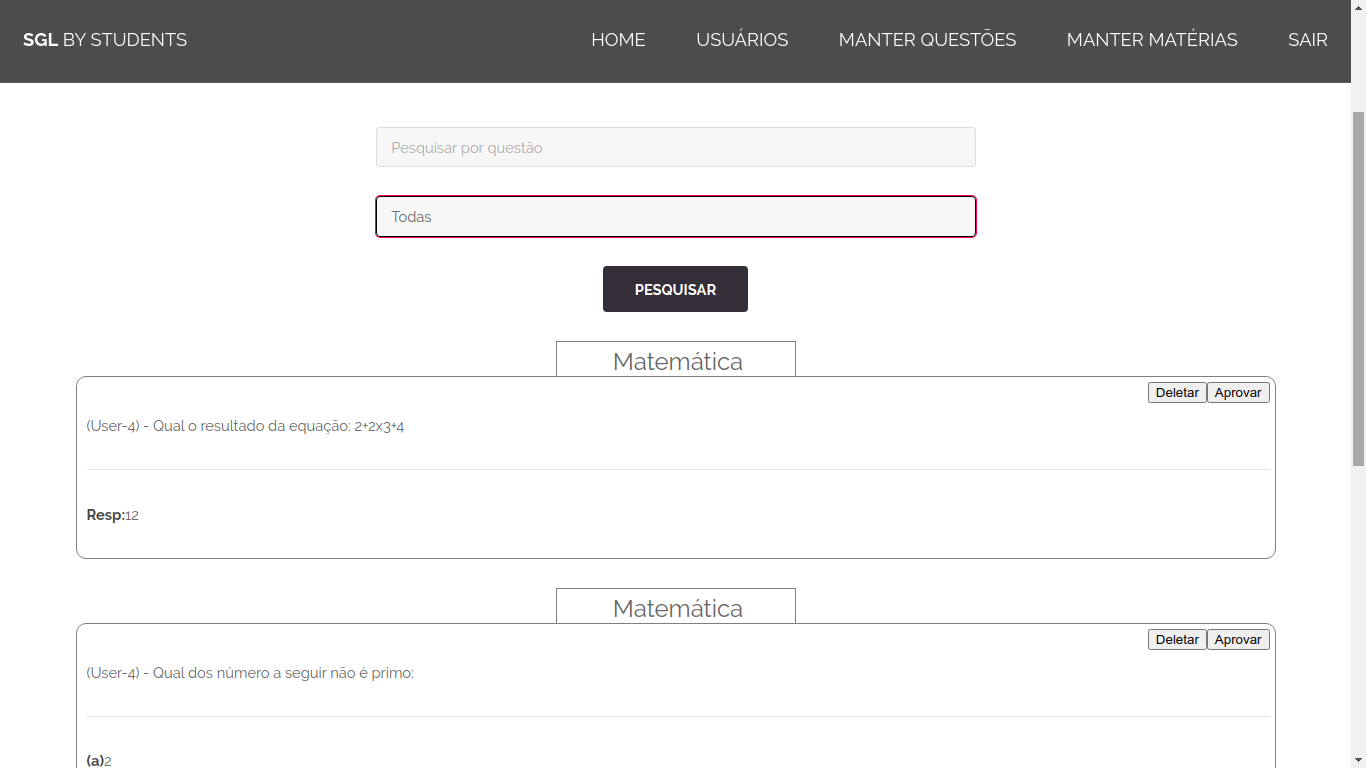 SGL BY STUDENTS HOME USUÁRIOS MANTER QUESTÕES MANTER MATÉRIAS SAIR
Pesquisar por questão
Todas
PESQUISAR
Matemática
Deletar Aprovar
(User-4) - Qual o resultado da equação: 2+2x3+4
Resp:12
Matemática
Deletar Aprovar
(User-4) - Qual dos número a seguir não é primo:
(a)2